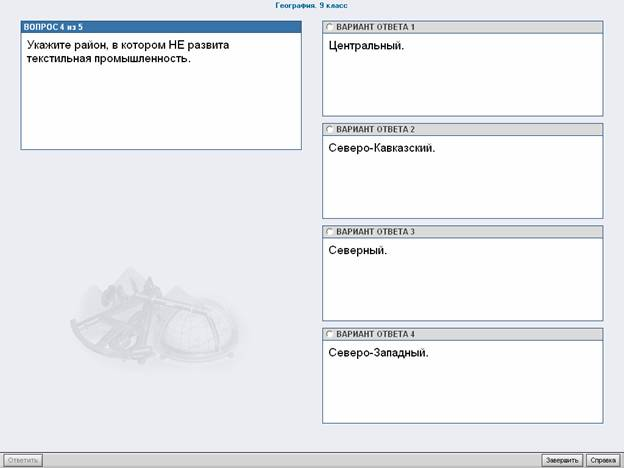 География. 9 класс
ВОПРОС 4 из 5
Укажите район, в котором НЕ развита
текстильная промышленность.
ВАРИАНТ ОТВЕТА 1
Центральный.
ВАРИАНТ ОТВЕТА 2
Северо-Кавказский.
ВАРИАНТ ОТВЕТА 3
Северный.
ВАРИАНТ ОТВЕТА 4
Северо-Западный.
Ответить
Завершить
Справка